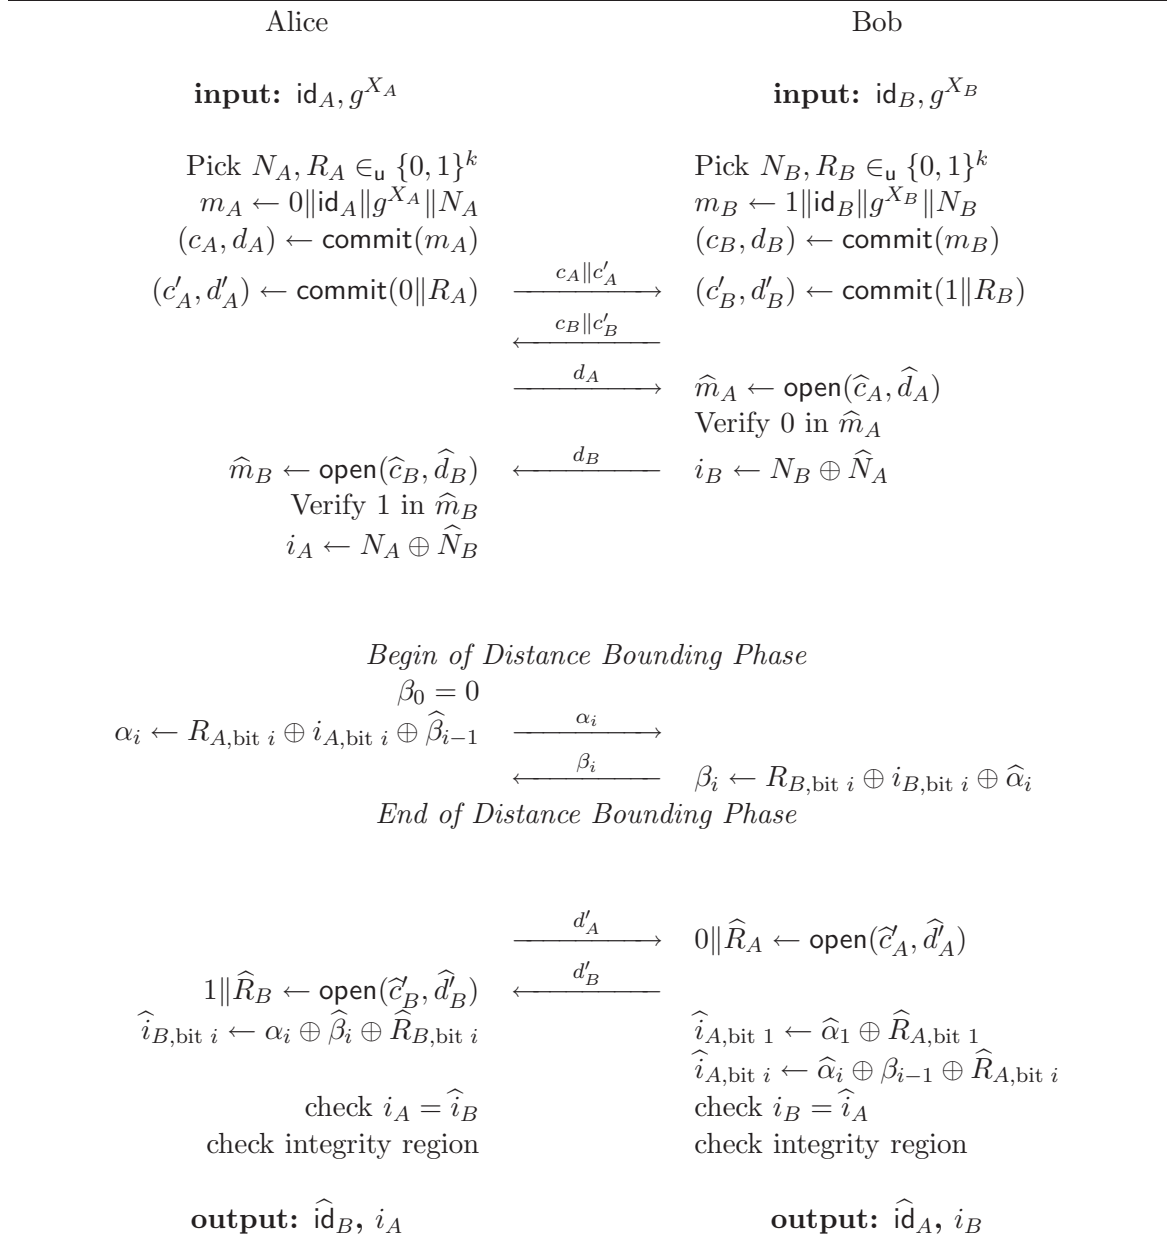 Alice Bob
input: id_A, g^{X_A} input: id_B, g^{X_B}
Pick N_A, R_A ∈_u {0, 1}^k Pick N_B, R_B ∈_u {0, 1}^k
m_A ← 0∥id_A∥g^{X_A}∥N_A m_B ← 1∥id_B∥g^{X_B}∥N_B
(c_A, d_A) ← commit(m_A) (c_B, d_B) ← commit(m_B)
(c′_A, d′_A) ← commit(0∥R_A) c_A∥c′_A → (c′_B, d′_B) ← commit(1∥R_B)
c_B∥c′_B ←
d_A → m̂_A ← open(ĉ_A, d̂_A)
Verify 0 in m̂_A
m̂_B ← open(ĉ_B, d̂_B) d_B ← i_B ← N_B ⊕ N̂_A
Verify 1 in m̂_B
i_A ← N_A ⊕ N̂_B
Begin of Distance Bounding Phase
β_0 = 0
α_i ← R_{A,bit i} ⊕ i_{A,bit i} ⊕ β̂_{i−1} α_i →
β_i ← β_i ← R_{B,bit i} ⊕ i_{B,bit i} ⊕ α̂_i
End of Distance Bounding Phase
d′_A → 0∥R̂_A ← open(ĉ′_A, d̂′_A)
1∥R̂_B ← open(ĉ′_B, d̂′_B) d′_B ←
î_{B,bit i} ← α_i ⊕ β̂_i ⊕ R̂_{B,bit i} î_{A,bit 1} ← α̂_1 ⊕ R̂_{A,bit 1}
î_{A,bit i} ← α̂_i ⊕ β_{i−1} ⊕ R̂_{A,bit i}
check i_A = î_B check i_B = î_A
check integrity region check integrity region
output: id̂_B, i_A output: id̂_A, i_B